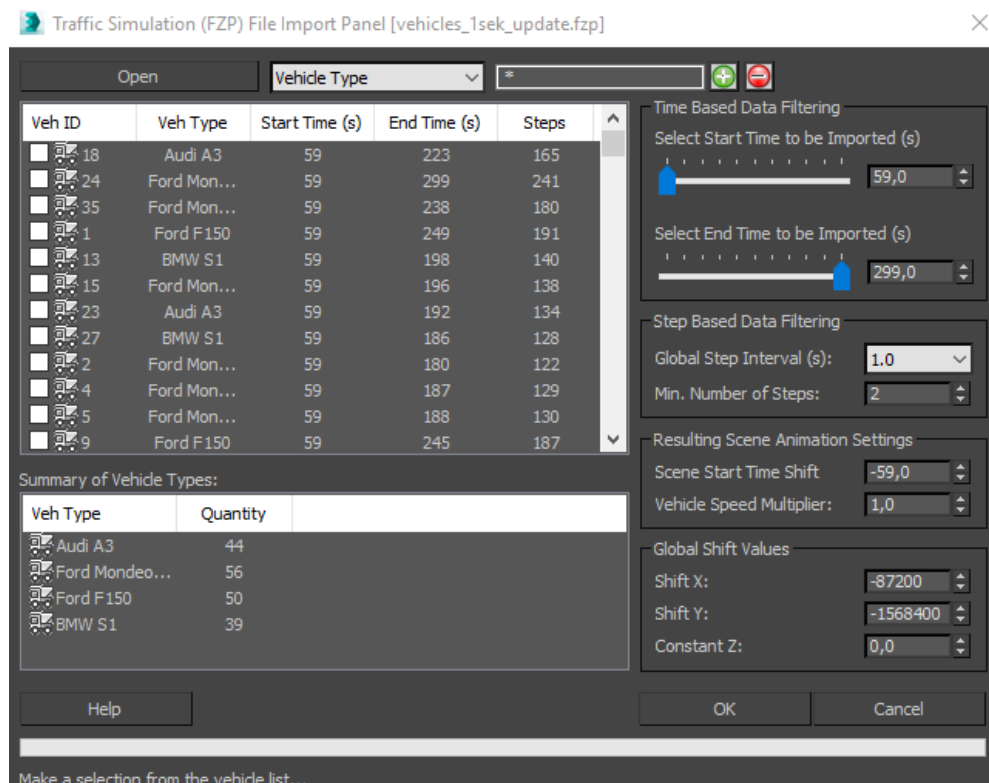 Traffic Simulation (FZP) File Import Panel [vehicles_1sek_update.fzp]
Open Vehicle Type *
Veh ID Veh Type Start Time (s) End Time (s) Steps
18 Audi A3 59 223 165
24 Ford Mon... 59 299 241
35 Ford Mon... 59 238 180
1 Ford F150 59 249 191
13 BMW S1 59 198 140
15 Ford Mon... 59 196 138
23 Audi A3 59 192 134
27 BMW S1 59 186 128
2 Ford Mon... 59 180 122
4 Ford Mon... 59 187 129
5 Ford Mon... 59 188 130
9 Ford F150 59 245 187
Summary of Vehicle Types:
Veh Type Quantity
Audi A3 44
Ford Mondeo... 56
Ford F150 50
BMW S1 39
Time Based Data Filtering
Select Start Time to be Imported (s)
59,0
Select End Time to be Imported (s)
299,0
Step Based Data Filtering
Global Step Interval (s): 1.0
Min. Number of Steps: 2
Resulting Scene Animation Settings
Scene Start Time Shift -59,0
Vehicle Speed Multiplier: 1,0
Global Shift Values
Shift X: -87200
Shift Y: -1568400
Constant Z: 0,0
Help OK Cancel
Make a selection from the vehicle list...